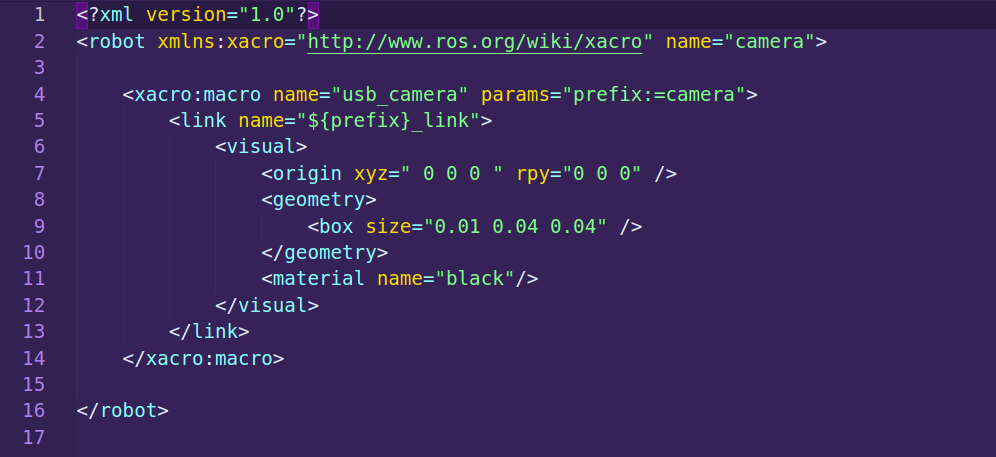 1 <?xml version="1.0"?>
2 <robot xmlns:xacro="http://www.ros.org/wiki/xacro" name="camera">
3
4     <xacro:macro name="usb_camera" params="prefix:=camera">
5         <link name="${prefix}_link">
6             <visual>
7                 <origin xyz=" 0 0 0 " rpy="0 0 0" />
8                 <geometry>
9                     <box size="0.01 0.04 0.04" />
10                 </geometry>
11                 <material name="black"/>
12             </visual>
13         </link>
14     </xacro:macro>
15
16 </robot>
17